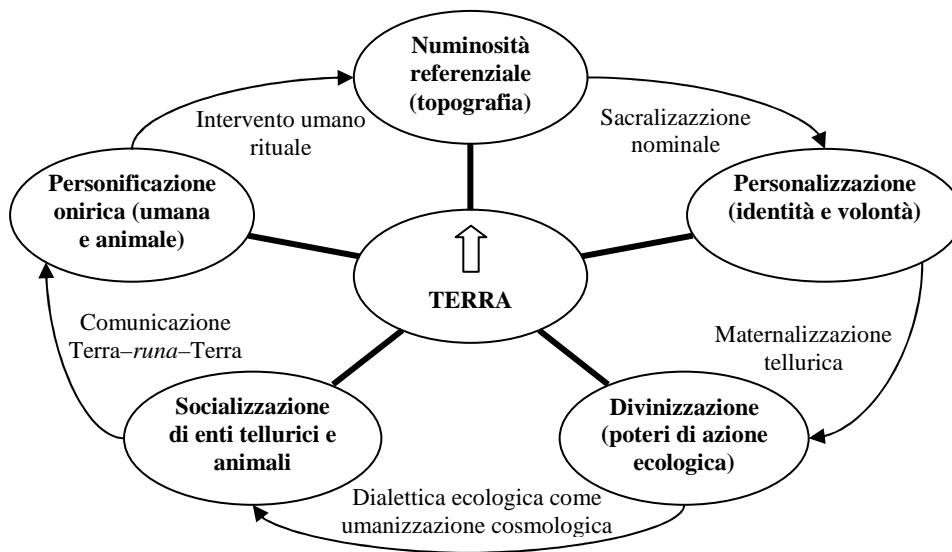 Numinosità
referenziale
(topografia)
Intervento umano
rituale
Sacralizazzione
nominale
Personificazione
onirica (umana
e animale)
Personalizzazione
(identità e volontà)
TERRA
Comunicazione
Terra–runa–Terra
Maternalizzazione
tellurica
Socializzazione
di enti tellurici e
animali
Divinizzazione
(poteri di azione
ecologica)
Dialettica ecologica come
umanizzazione cosmologica